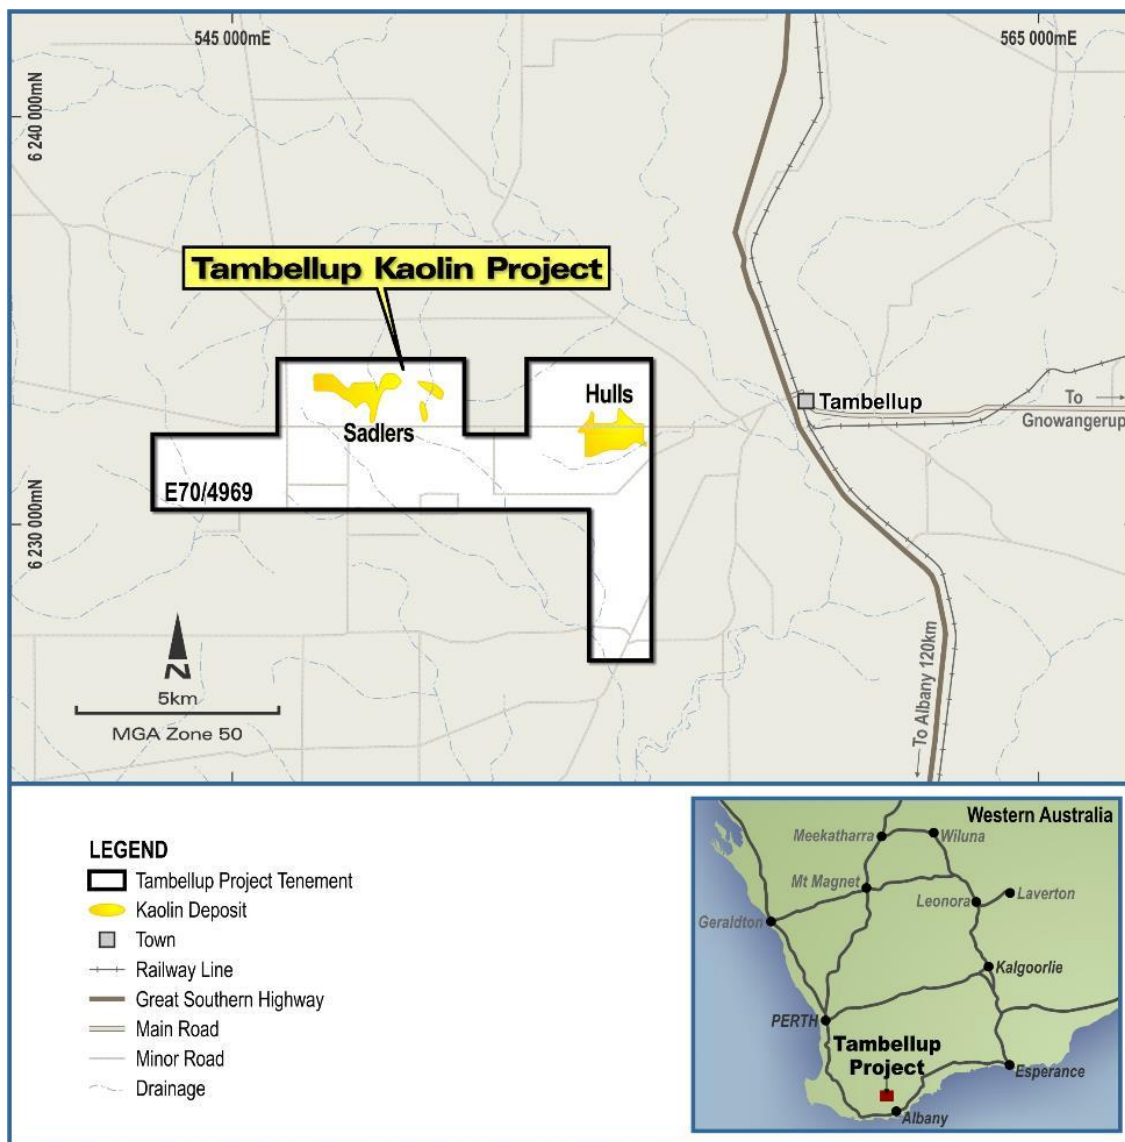 545 000mE
565 000mE
6 240 000mN
Tambellup Kaolin Project
Hulls
Sadlers
Tambellup
To
Gnowangerup
E70/4969
6 230 000mN
N
5km
MGA Zone 50
To Albany 120km
LEGEND
Tambellup Project Tenement
Kaolin Deposit
Town
Railway Line
Great Southern Highway
Main Road
Minor Road
Drainage
Western Australia
Meekatharra
Wiluna
Mt Magnet
Leonora
Laverton
Geraldton
Kalgoorlie
PERTH
Tambellup
Project
Esperance
Albany